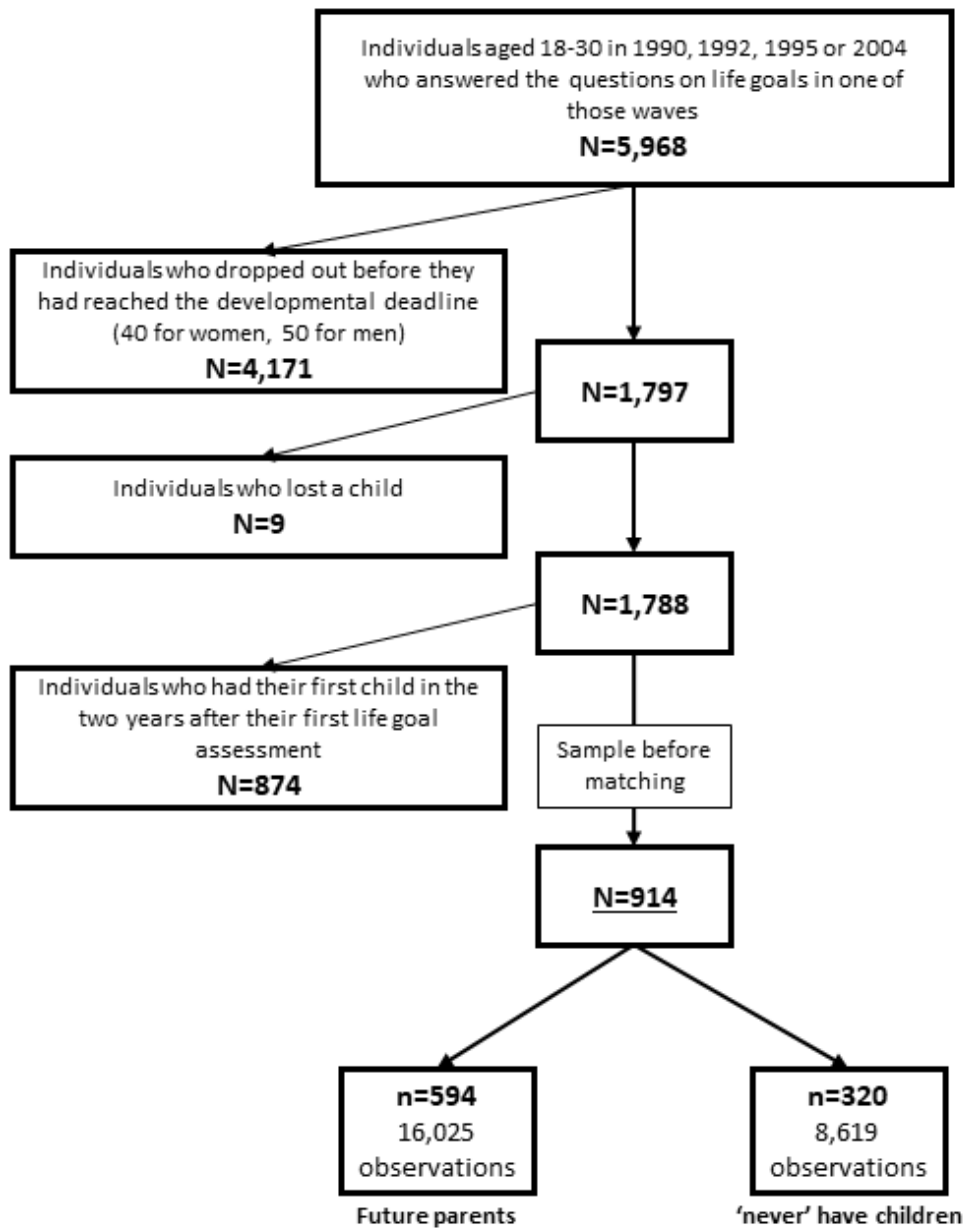 Individuals aged 18-30 in 1990, 1992, 1995 or 2004
who answered the questions on life goals in one of
those waves
N=5,968
Individuals who dropped out before they
had reached the developmental deadline
(40 for women, 50 for men)
N=4,171
N=1,797
Individuals who lost a child
N=9
N=1,788
Individuals who had their first child in the
two years after their first life goal
assessment
N=874
Sample before
matching
N=914
n=594
16,025
observations
Future parents
n=320
8,619
observations
‘never’ have children